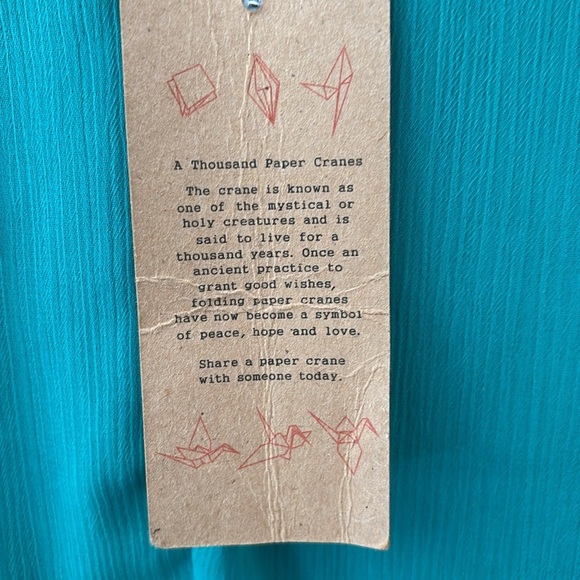 A Thousand Paper Cranes
The crane is known as
one of the mystical or
holy creatures and is
said to live for a
thousand years. Once an
ancient practice to
grant good wishes,
folding paper cranes
have now become a symbol
of peace, hope and love.
Share a paper crane
with someone today.